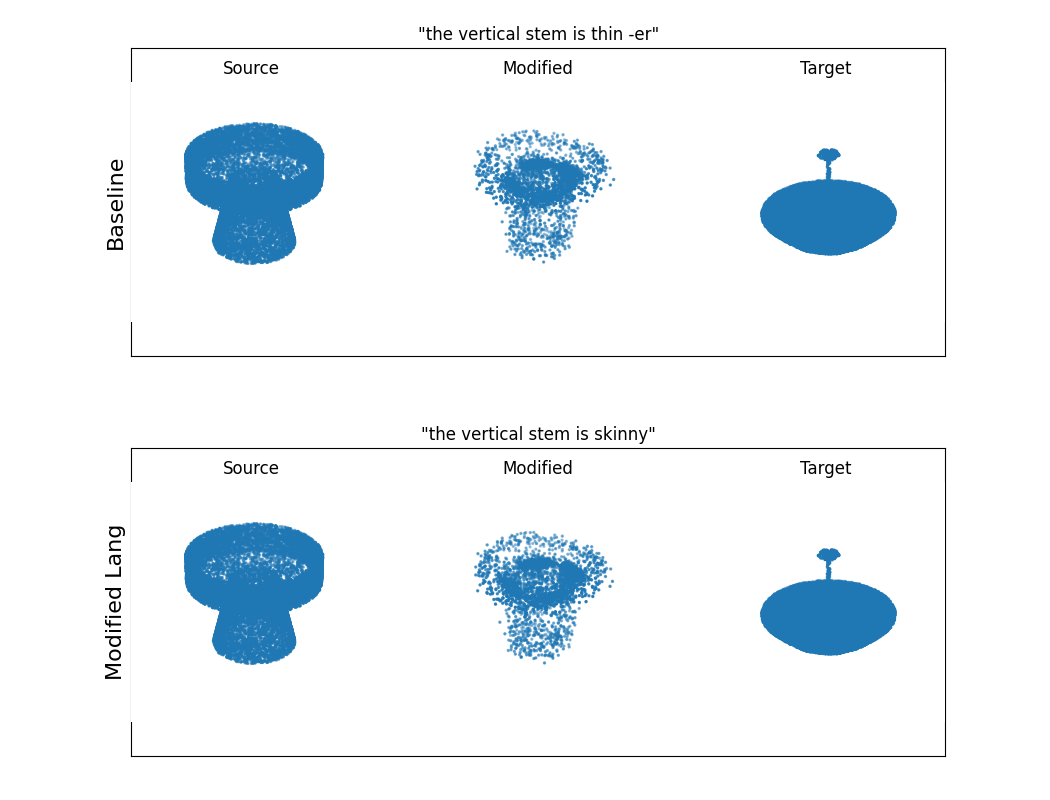 "the vertical stem is thin -er"
Source Modified Target
Baseline
"the vertical stem is skinny"
Source Modified Target
Modified Lang